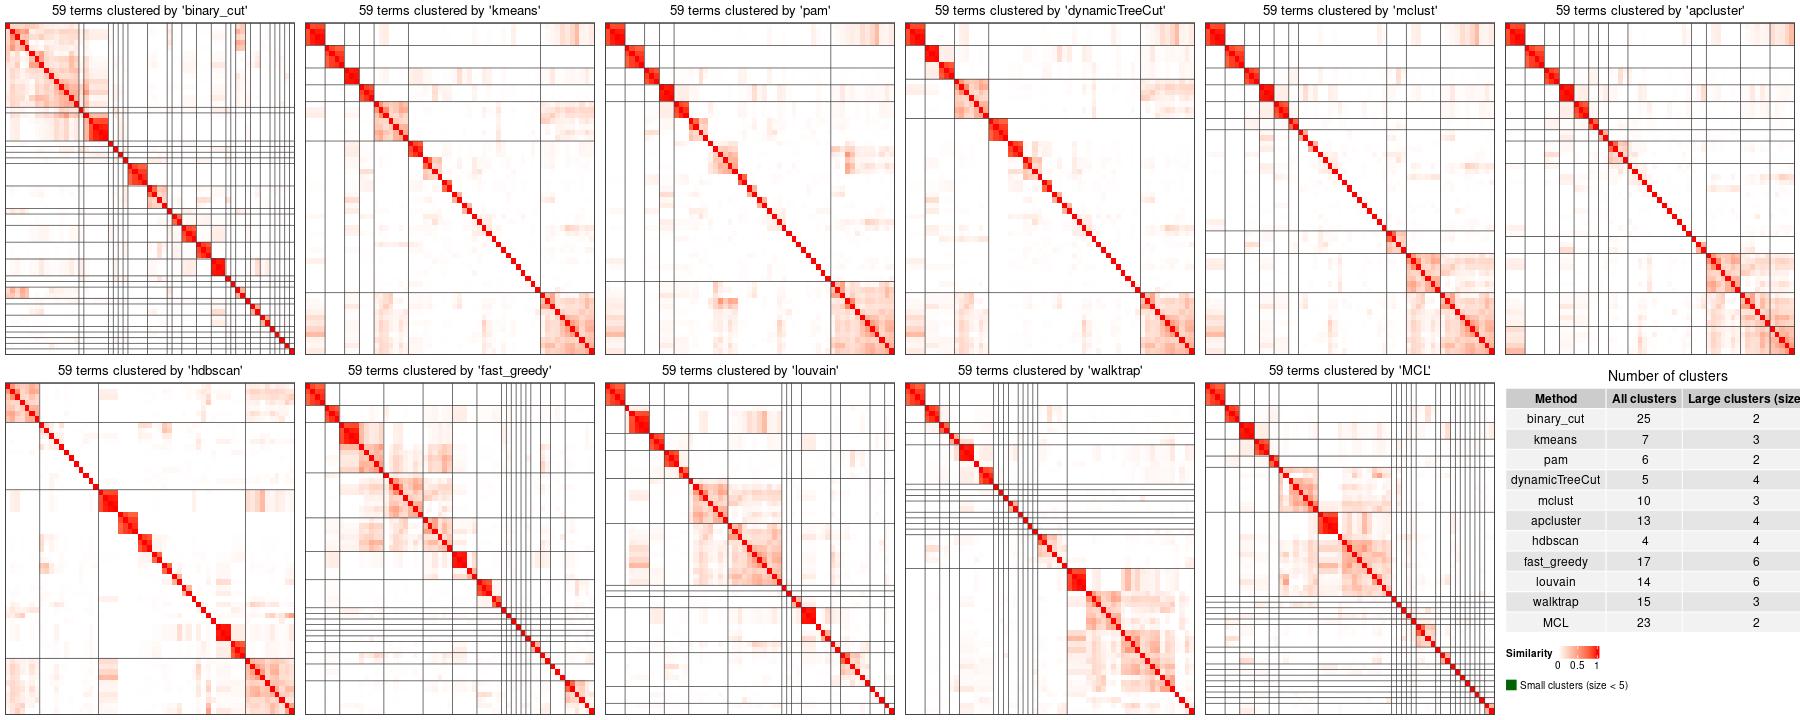 59 terms clustered by 'binary_cut'
59 terms clustered by 'kmeans'
59 terms clustered by 'pam'
59 terms clustered by 'dynamicTreeCut'
59 terms clustered by 'mclust'
59 terms clustered by 'apcluster'
59 terms clustered by 'hdbscan'
59 terms clustered by 'fast_greedy'
59 terms clustered by 'louvain'
59 terms clustered by 'walktrap'
59 terms clustered by 'MCL'
Number of clusters
Method All clusters Large clusters (size
binary_cut 25 2
kmeans 7 3
pam 6 2
dynamicTreeCut 5 4
mclust 10 3
apcluster 13 4
hdbscan 4 4
fast_greedy 17 6
louvain 14 6
walktrap 15 3
MCL 23 2
Similarity
0 0.5 1
Small clusters (size < 5)